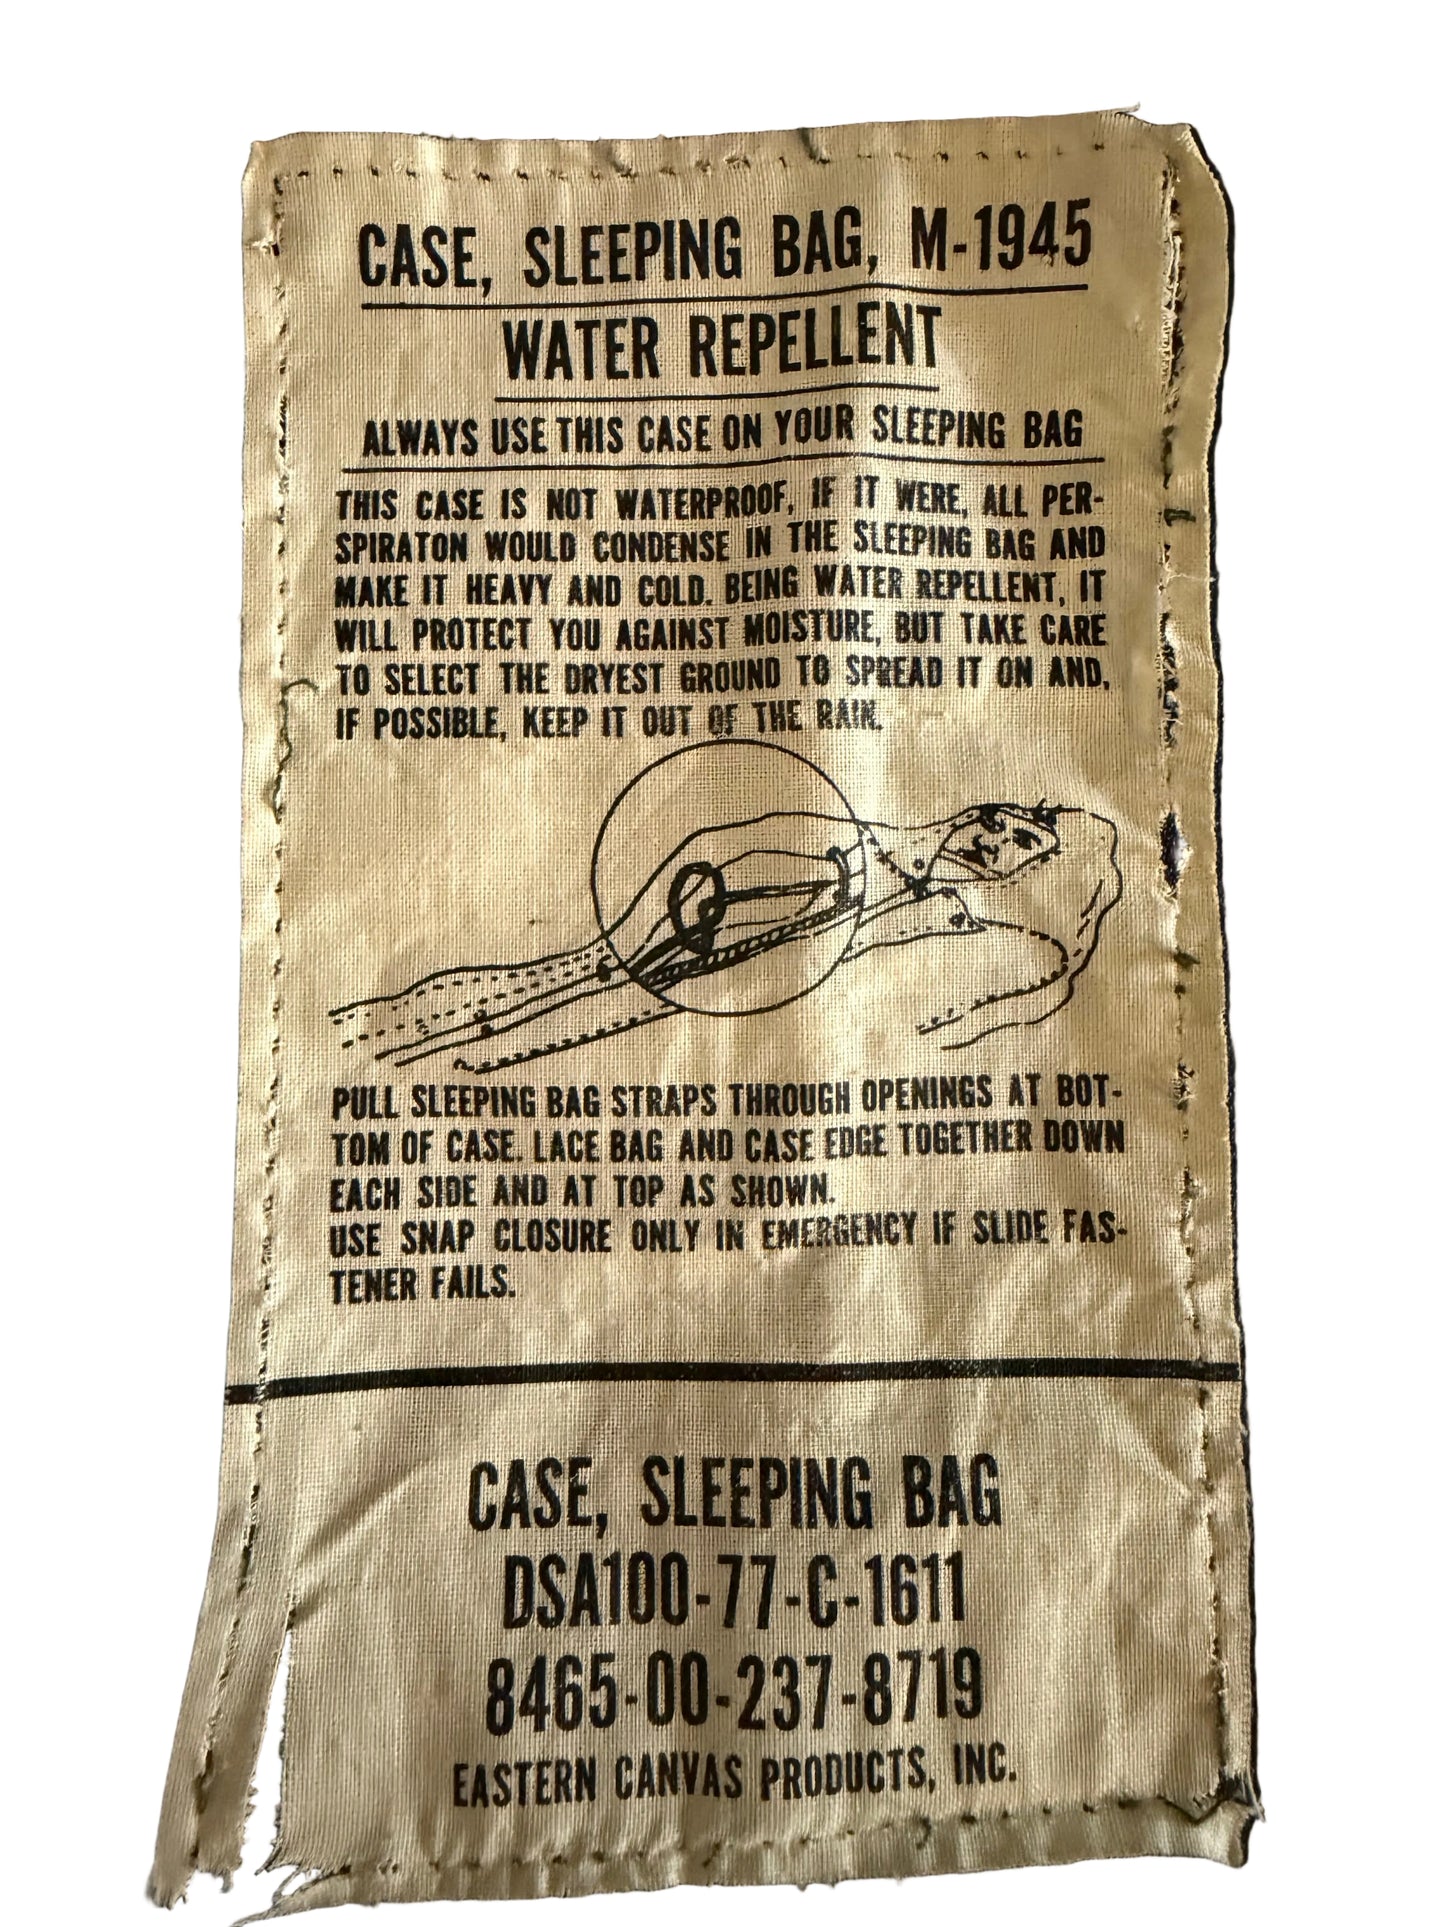 CASE, SLEEPING BAG, M-1945
WATER REPELLENT
ALWAYS USE THIS CASE ON YOUR SLEEPING BAG
THIS CASE IS NOT WATERPROOF, IF IT WERE, ALL PER-
SPIRATON WOULD CONDENSE IN THE SLEEPING BAG AND
MAKE IT HEAVY AND COLD. BEING WATER REPELLENT, IT
WILL PROTECT YOU AGAINST MOISTURE, BUT TAKE CARE
TO SELECT THE DRYEST GROUND TO SPREAD IT ON AND,
IF POSSIBLE, KEEP IT OUT OF THE RAIN.
PULL SLEEPING BAG STRAPS THROUGH OPENINGS AT BOT-
TOM OF CASE. LACE BAG AND CASE EDGE TOGETHER DOWN
EACH SIDE AND AT TOP AS SHOWN.
USE SNAP CLOSURE ONLY IN EMERGENCY IF SLIDE FAS-
TENER FAILS.
CASE, SLEEPING BAG
DSA100-77-C-1611
8465-00-237-8719
EASTERN CANVAS PRODUCTS, INC.